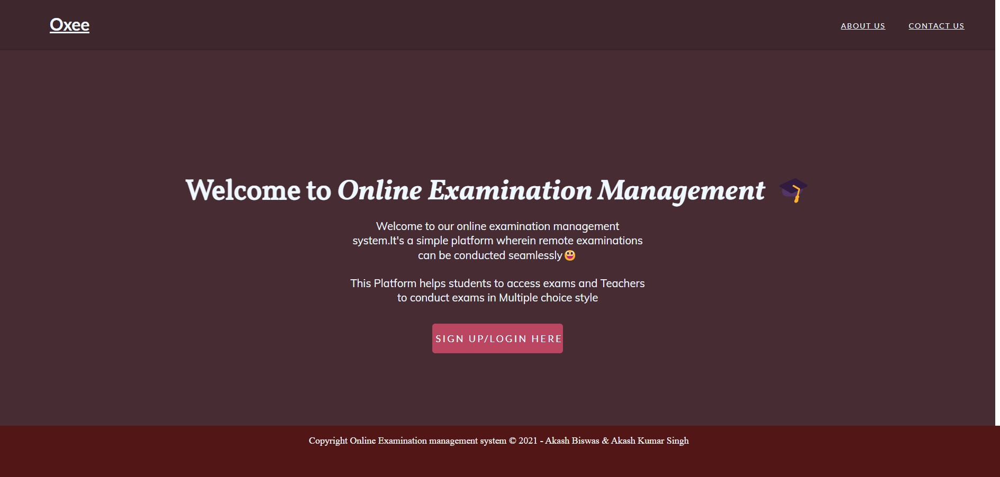 Oxee
ABOUT US
CONTACT US
Welcome to Online Examination Management
Welcome to our online examination management
system.It's a simple platform wherein remote examinations
can be conducted seamlessly
This Platform helps students to access exams and Teachers
to conduct exams in Multiple choice style
SIGN UP/LOGIN HERE
Copyright Online Examination management system © 2021 - Akash Biswas & Akash Kumar Singh